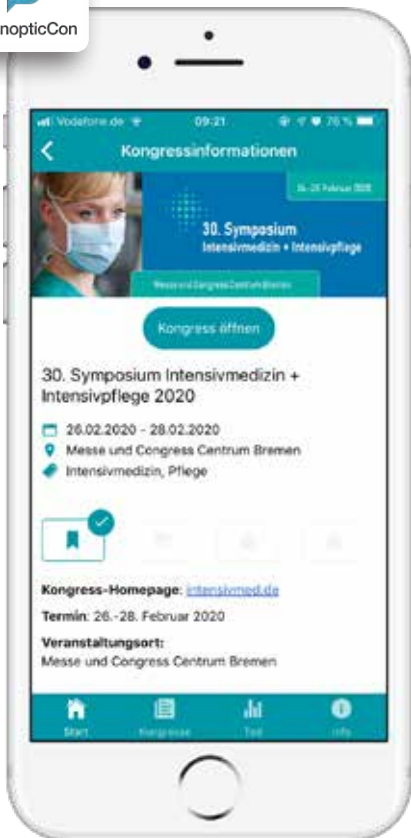 nopticCon
Vodafone.de 09:21 76 %
Kongressinformationen
26.-28. Februar 2020
30. Symposium
Intensivmedizin + Intensivpflege
Messe und Congress Centrum Bremen
Kongress öffnen
30. Symposium Intensivmedizin +
Intensivpflege 2020
26.02.2020 - 28.02.2020
Messe und Congress Centrum Bremen
Intensivmedizin, Pflege
Kongress-Homepage: intensivmed.de
Termin: 26.-28. Februar 2020
Veranstaltungsort:
Messe und Congress Centrum Bremen
Start Kongresse Tool Info